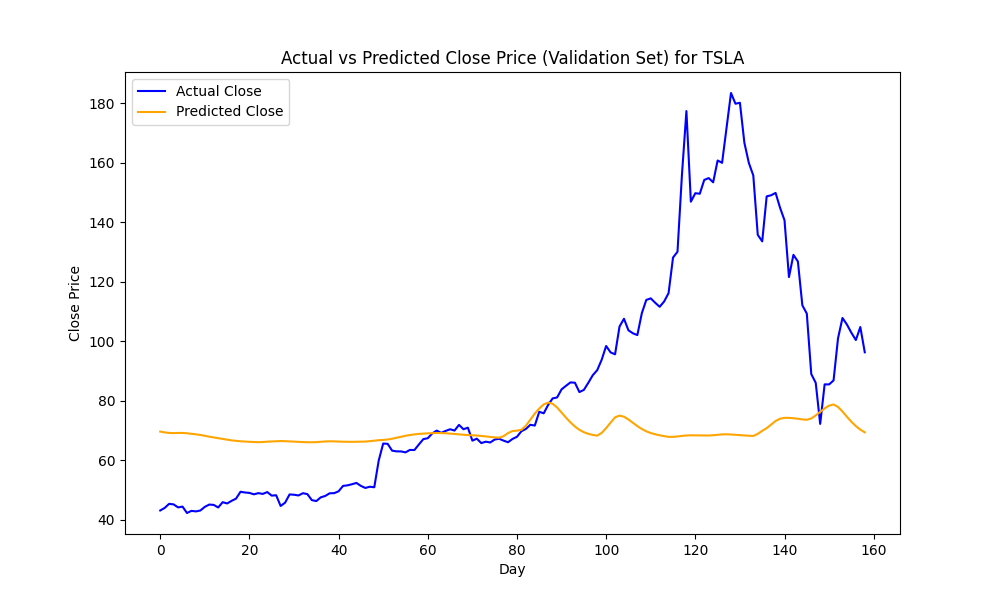 Actual vs Predicted Close Price (Validation Set) for TSLA
Actual Close
Predicted Close
180
160
140
120
100
80
60
40
Close Price
0 20 40 60 80 100 120 140 160
Day